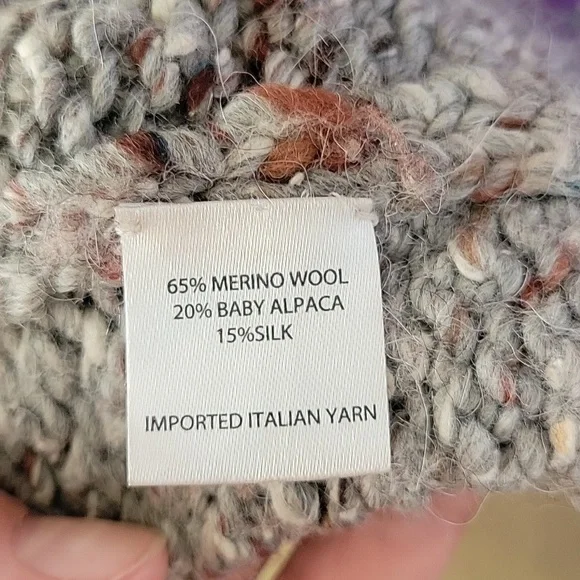 65% MERINO WOOL
20% BABY ALPACA
15%SILK
IMPORTED ITALIAN YARN